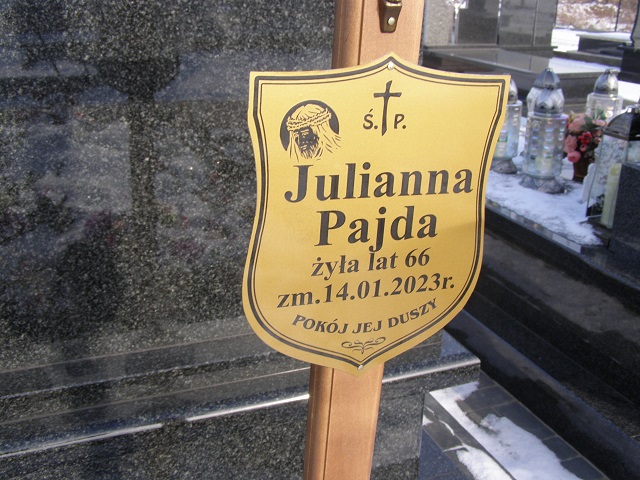 Ś.P.
Julianna
Pajda
żyła lat 66
zm.14.01.2023r.
POKÓJ JEJ DUSZY